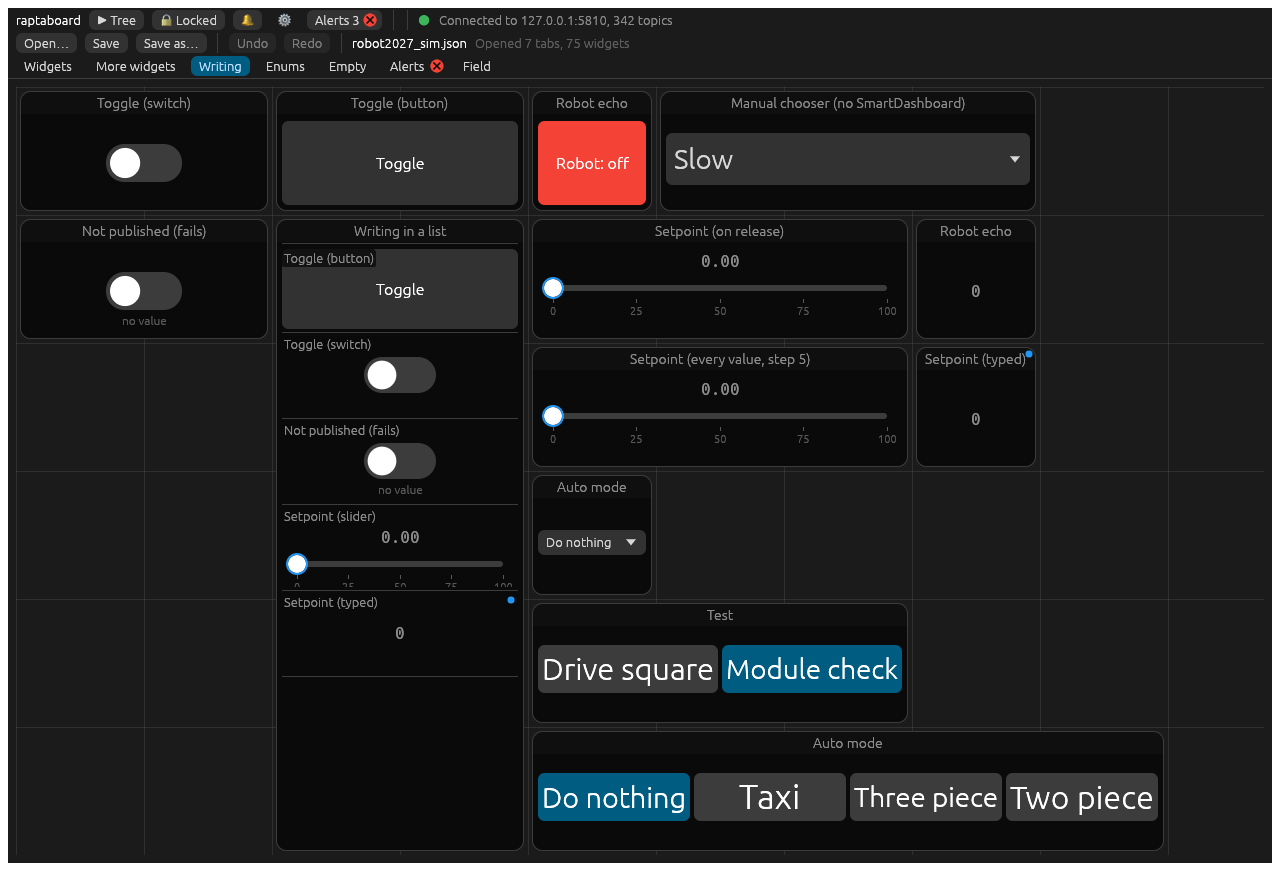 raptaboard ▶ Tree 🔒 Locked 🔔 ⚙ Alerts 3 Connected to 127.0.0.1:5810, 342 topics
Open… Save Save as… Undo Redo robot2027_sim.json Opened 7 tabs, 75 widgets
Widgets More widgets Writing Enums Empty Alerts Field
Toggle (switch)
Toggle (button)
Toggle
Robot echo
Robot: off
Manual chooser (no SmartDashboard)
Slow
Not published (fails)
no value
Writing in a list
Toggle (button)
Toggle
Toggle (switch)
Not published (fails)
no value
Setpoint (slider)
0.00
0 25 50 75 100
Setpoint (typed)
0
Setpoint (on release)
0.00
0 25 50 75 100
Robot echo
0
Setpoint (every value, step 5)
0.00
0 25 50 75 100
Setpoint (typed)
0
Auto mode
Do nothing
Test
Drive square Module check
Auto mode
Do nothing Taxi Three piece Two piece